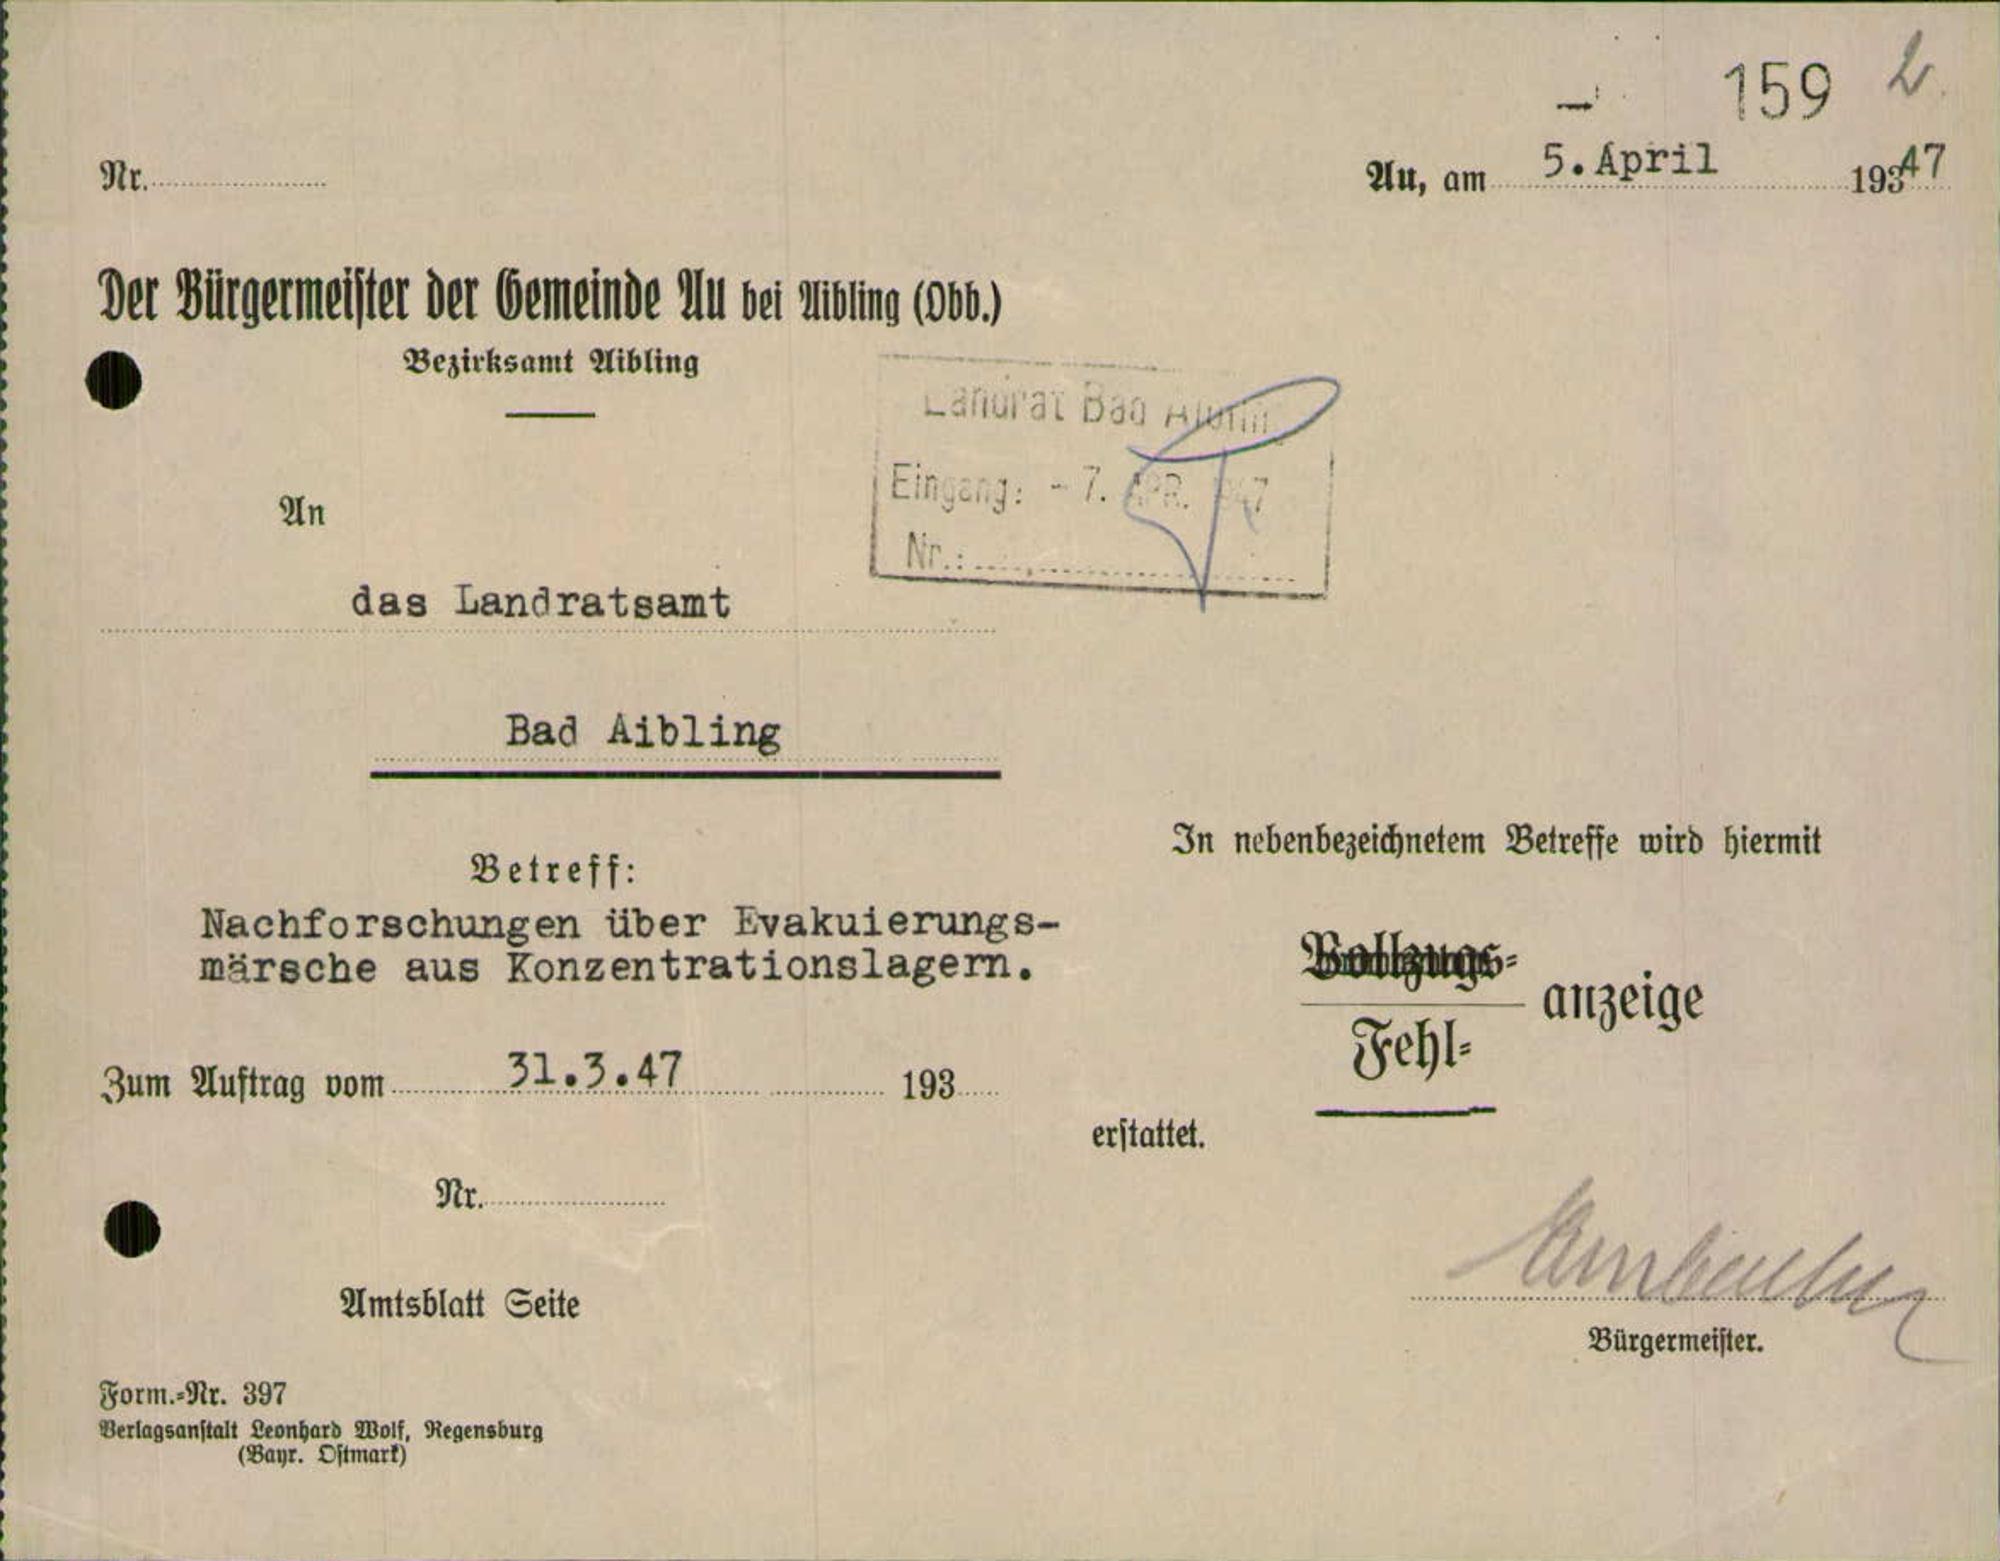 159 2
Nr.
Au, am 5. April 19347
Der Bürgermeister der Gemeinde Au bei Aibling (Obb.)
Bezirksamt Aibling
Landrat Bad Aibling
Eingang: - 7. APR. 1947
Nr.:
An
das Landratsamt
Bad Aibling
In nebenbezeichnetem Betreffe wird hiermit
Betreff:
Nachforschungen über Evakuierungs-
märsche aus Konzentrationslagern.
Vollzugs-
anzeige
Fehl-
Zum Auftrag vom 31.3.47 193
erstattet.
Nr.
Amtsblatt Seite
Bürgermeister.
Form.-Nr. 397
Verlagsanstalt Leonhard Wolf, Regensburg
(Bayr. Ostmark)